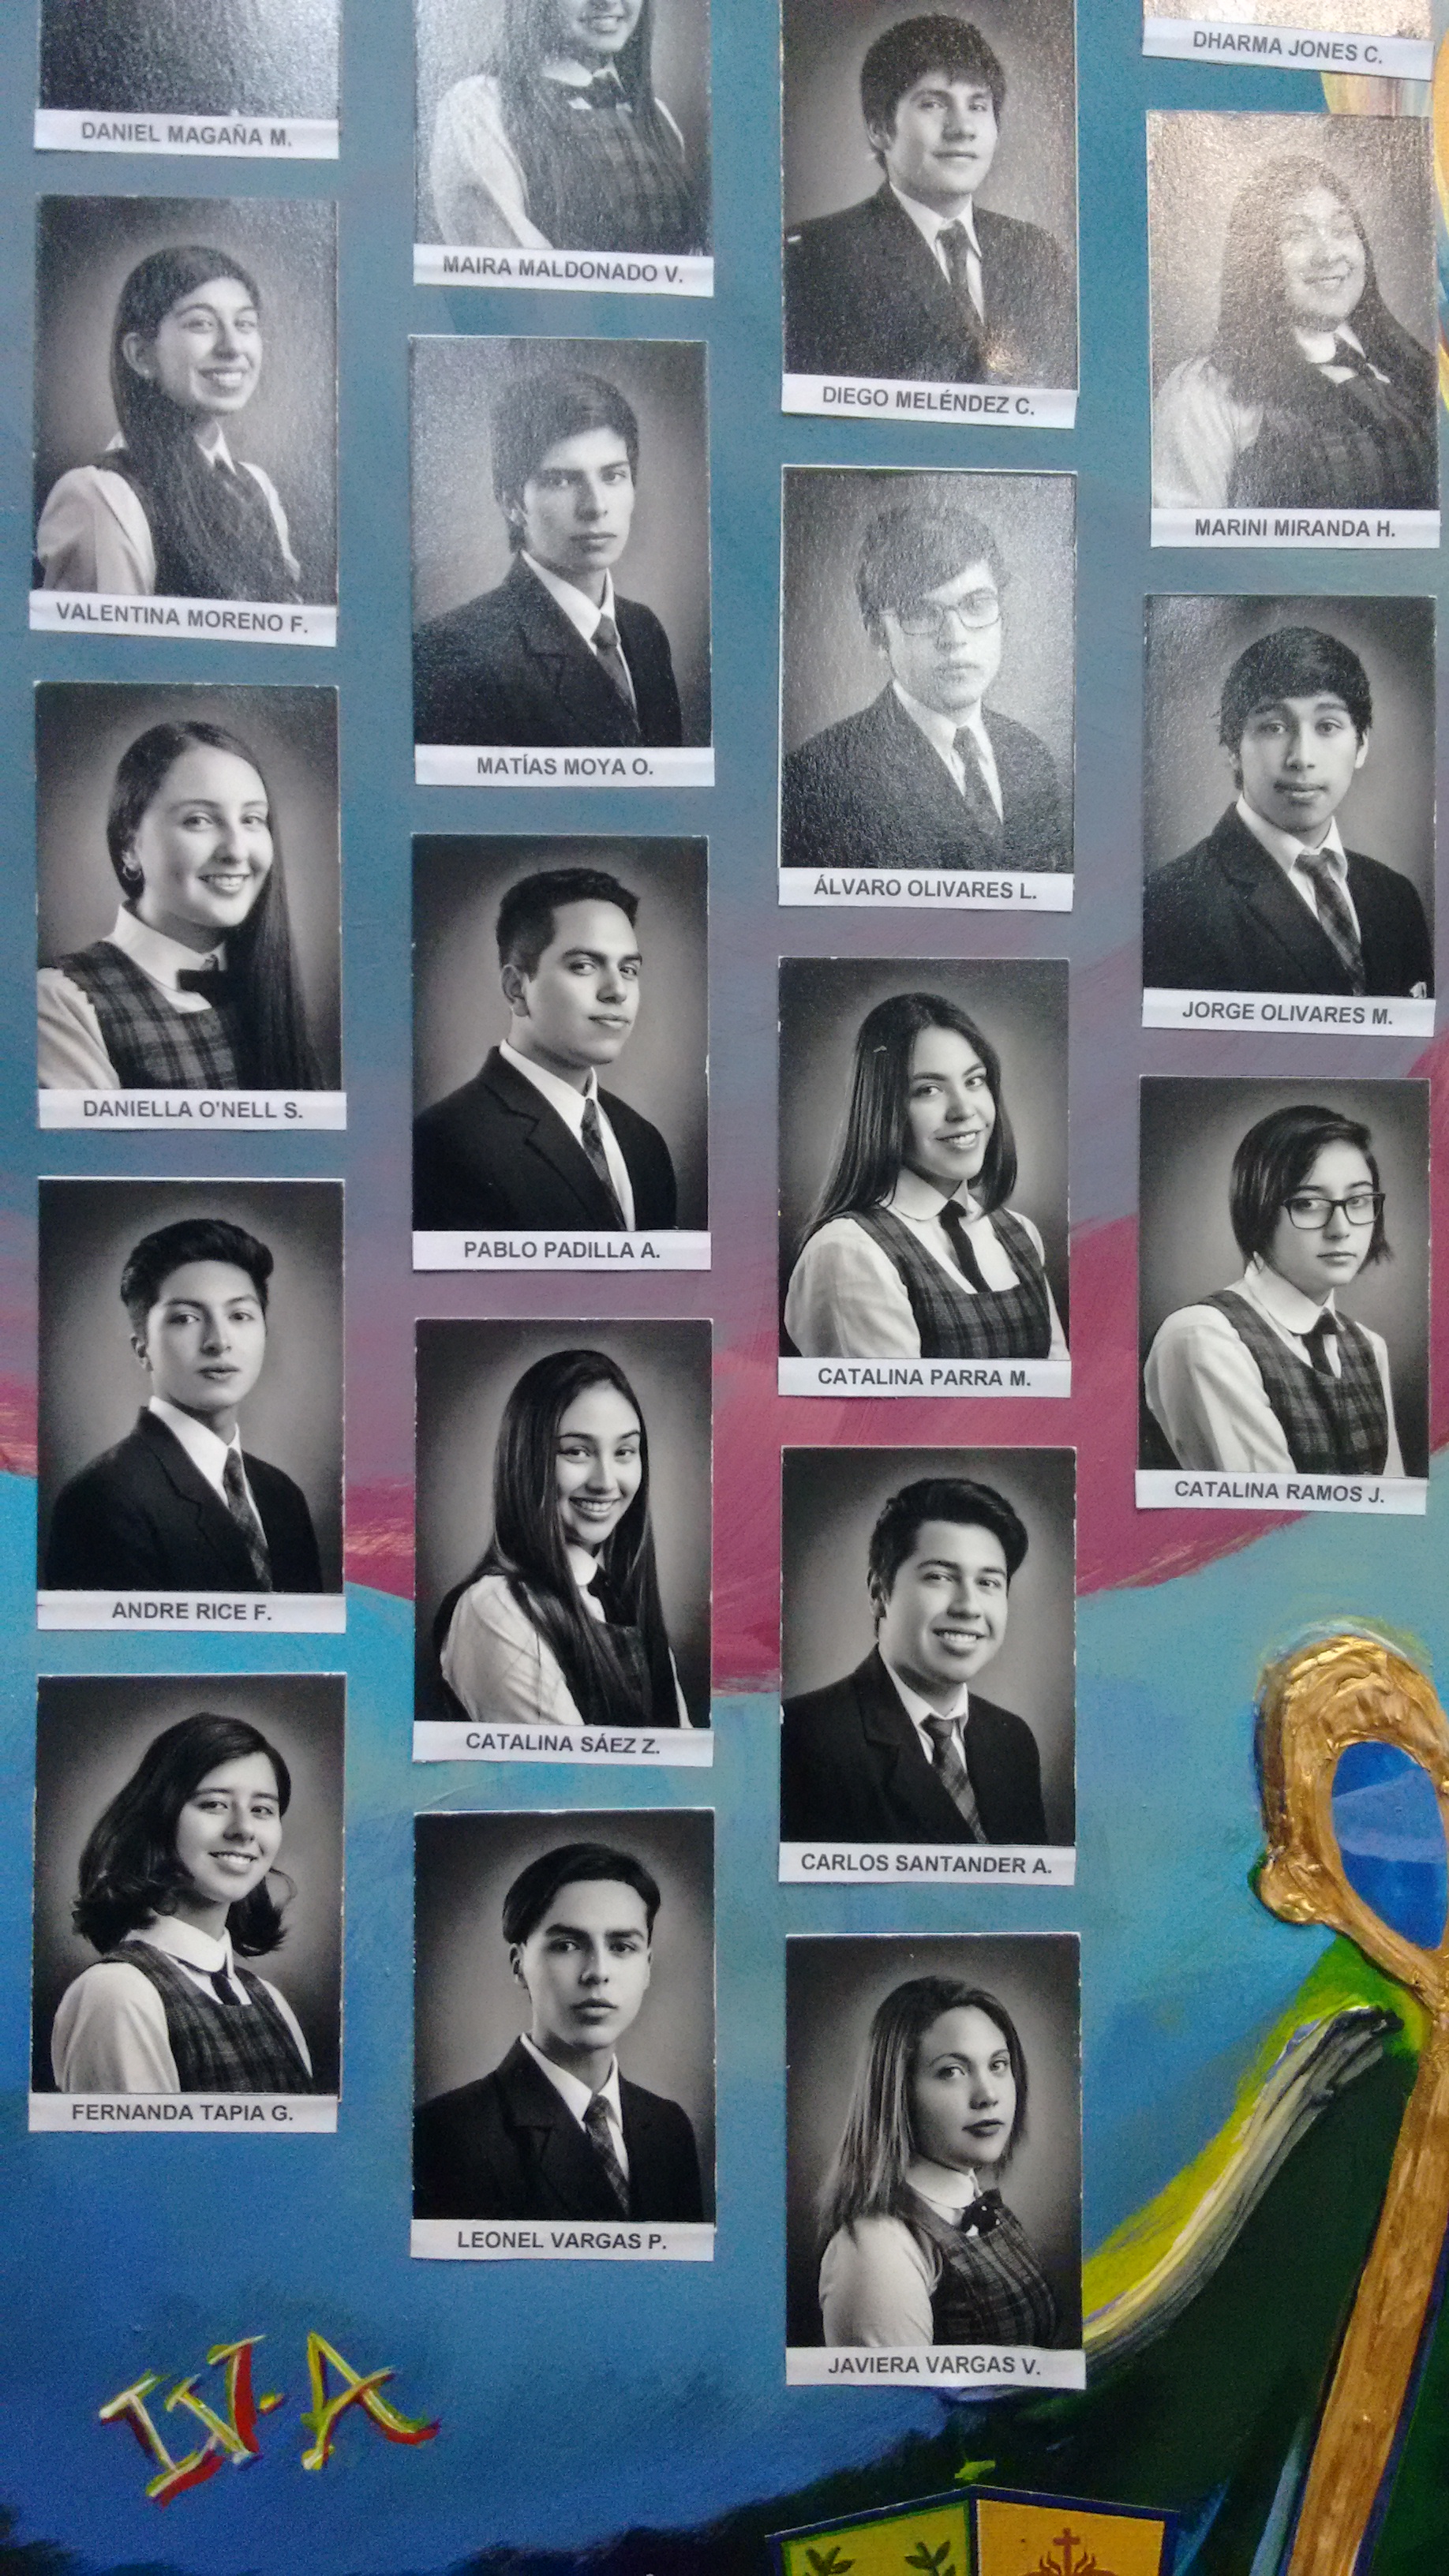 DHARMA JONES C.
DANIEL MAGAÑA M.
MAIRA MALDONADO V.
DIEGO MELÉNDEZ C.
MARINI MIRANDA H.
VALENTINA MORENO F.
MATÍAS MOYA O.
ÁLVARO OLIVARES L.
JORGE OLIVARES M.
DANIELLA O'NELL S.
PABLO PADILLA A.
CATALINA PARRA M.
CATALINA RAMOS J.
ANDRE RICE F.
CATALINA SÁEZ Z.
CARLOS SANTANDER A.
FERNANDA TAPIA G.
LEONEL VARGAS P.
JAVIERA VARGAS V.
IV·A